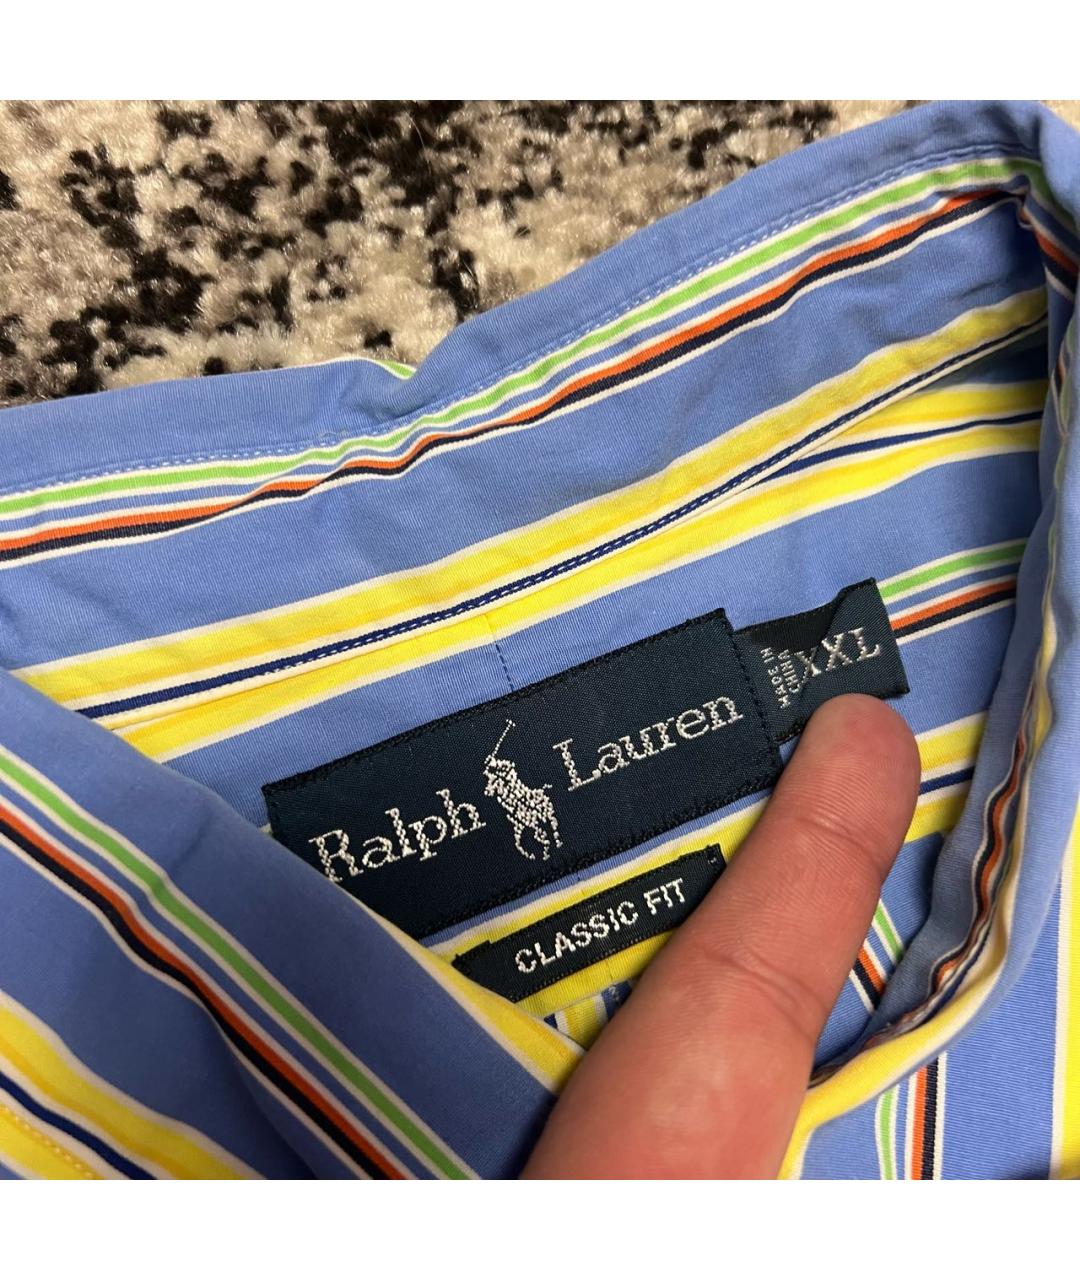 Ralph Lauren
MADE IN
CHINA
XXL
CLASSIC FIT